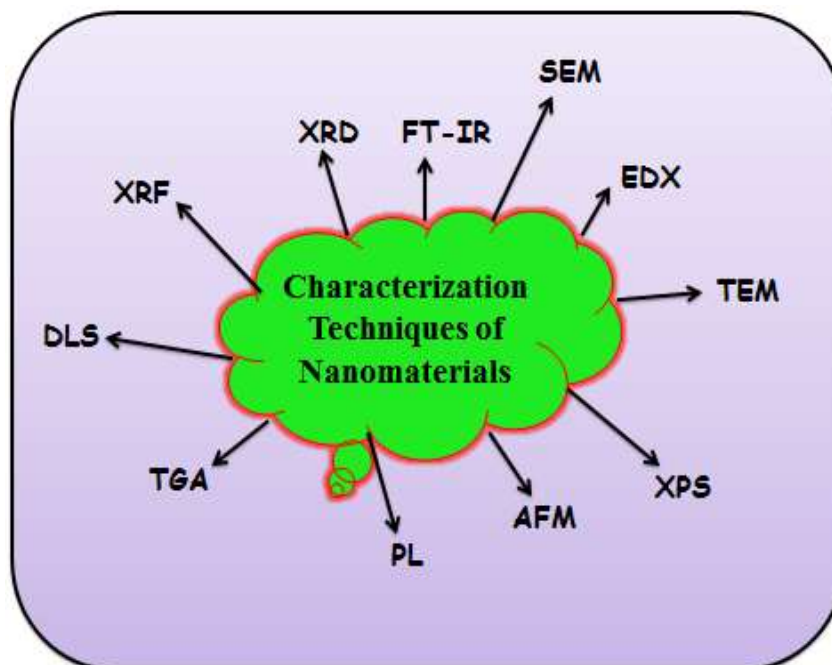 SEM
XRD
FT-IR
EDX
XRF
Characterization
Techniques of
Nanomaterials
TEM
DLS
TGA
XPS
AFM
PL